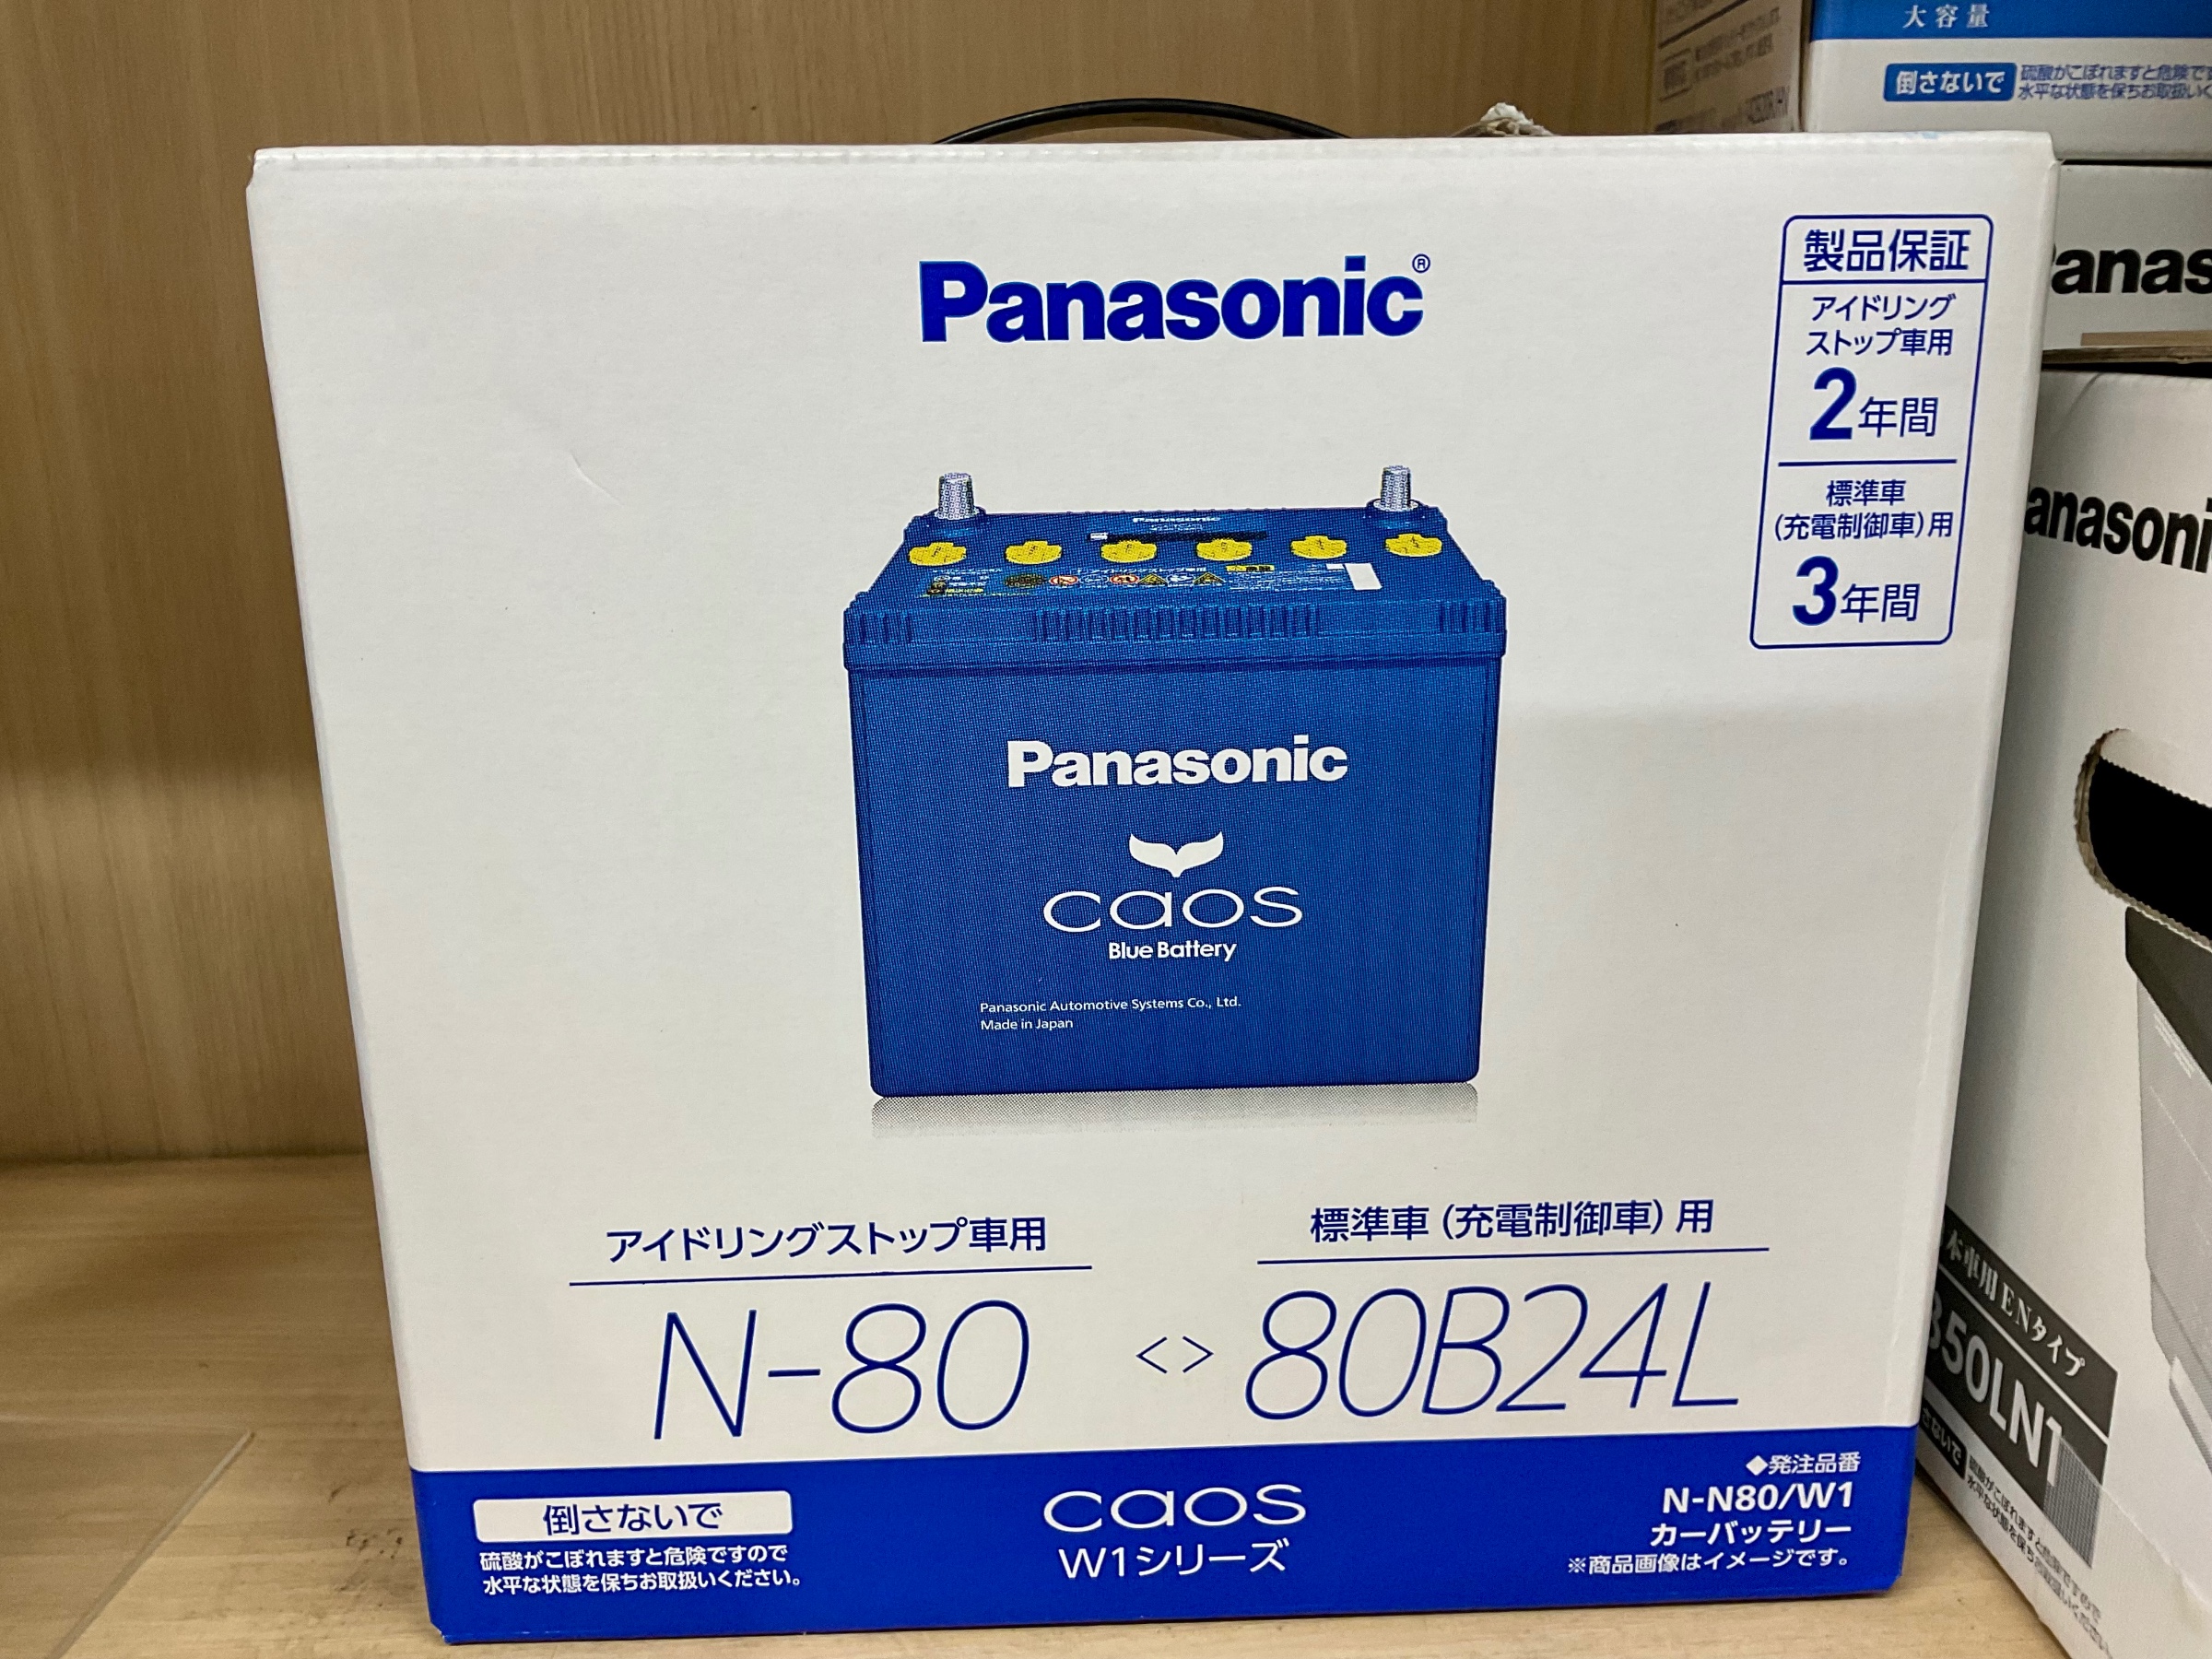 Panasonic®
製品保証
アイドリング
ストップ車用
2年間
標準車
(充電制御車)用
3年間
Panasonic
Panasonic
caos
Blue Battery
Panasonic Automotive Systems Co., Ltd.
Made in Japan
アイドリングストップ車用
N-80
<>
標準車(充電制御車)用
80B24L
倒さないで
硫酸がこぼれますと危険ですので
水平な状態を保ちお取扱いください。
caos
W1シリーズ
◆発注品番
N-N80/W1
カーバッテリー
※商品画像はイメージです。
大容量
倒さないで
硫酸がこぼれますと危険です
水平な状態を保ちお取扱い
anas
anasoni
本車用 ENタイプ
350LN1
さないで